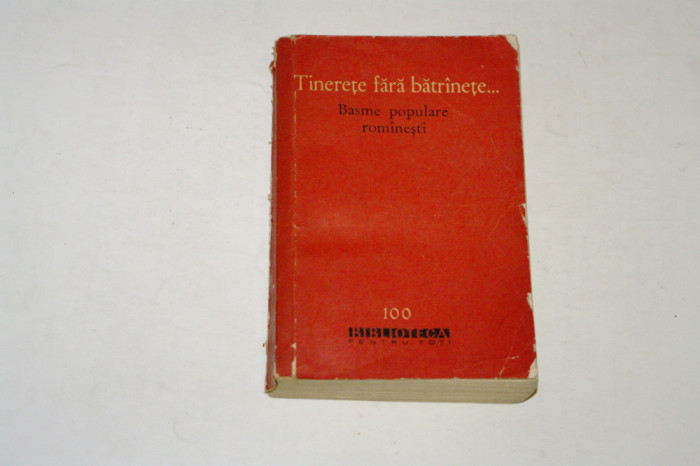 Tinerețe fără bătrînețe...
Basme populare
romînești
100
BIBLIOTECA
PENTRU TOȚI